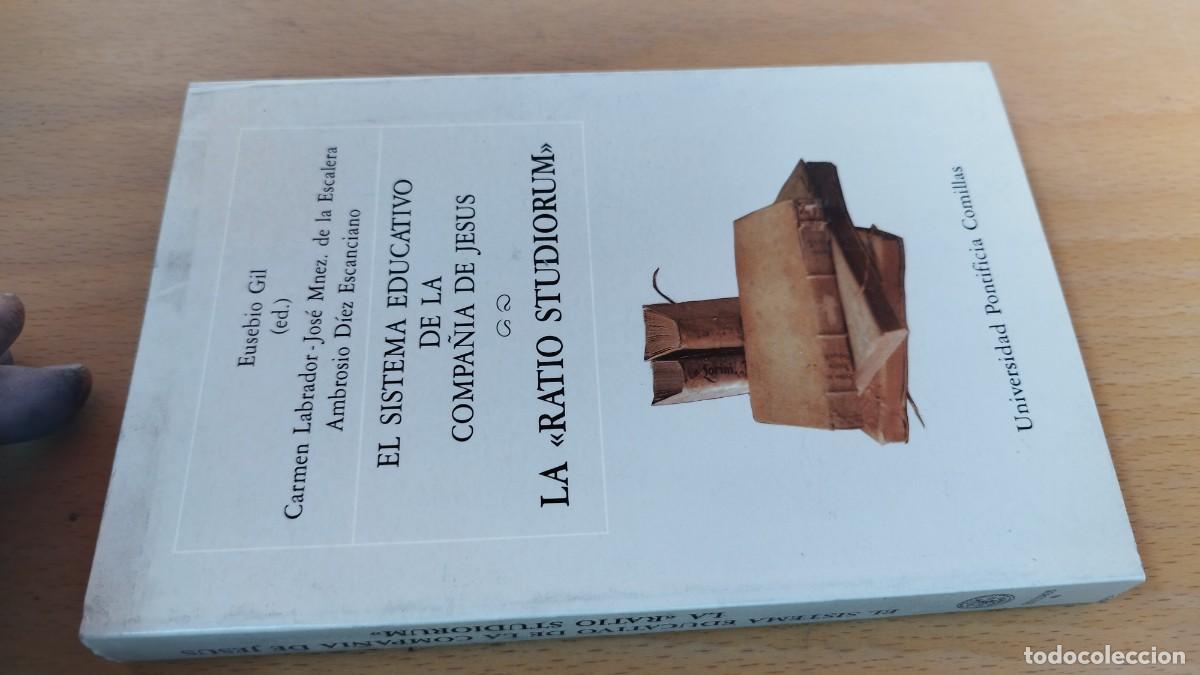 Eusebio Gil
(ed.)
Carmen Labrador - José Mnez. de la Escalera
Ambrosio Díez Escanciano
EL SISTEMA EDUCATIVO
DE LA
COMPAÑIA DE JESUS
LA «RATIO STUDIORUM»
Universidad Pontificia Comillas
EL SISTEMA EDUCATIVO DE LA COMPAÑIA DE JESUS
LA «RATIO STUDIORUM»
todocoleccion